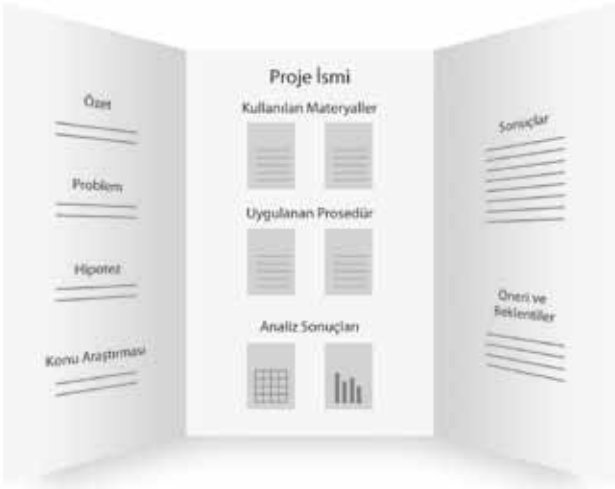 Özet
Problem
Hipotez
Konu Araştırması
Proje İsmi
Kullanılan Materyaller
Uygulanan Prosedür
Analiz Sonuçları
Sonuçlar
Öneri ve
Beklentiler